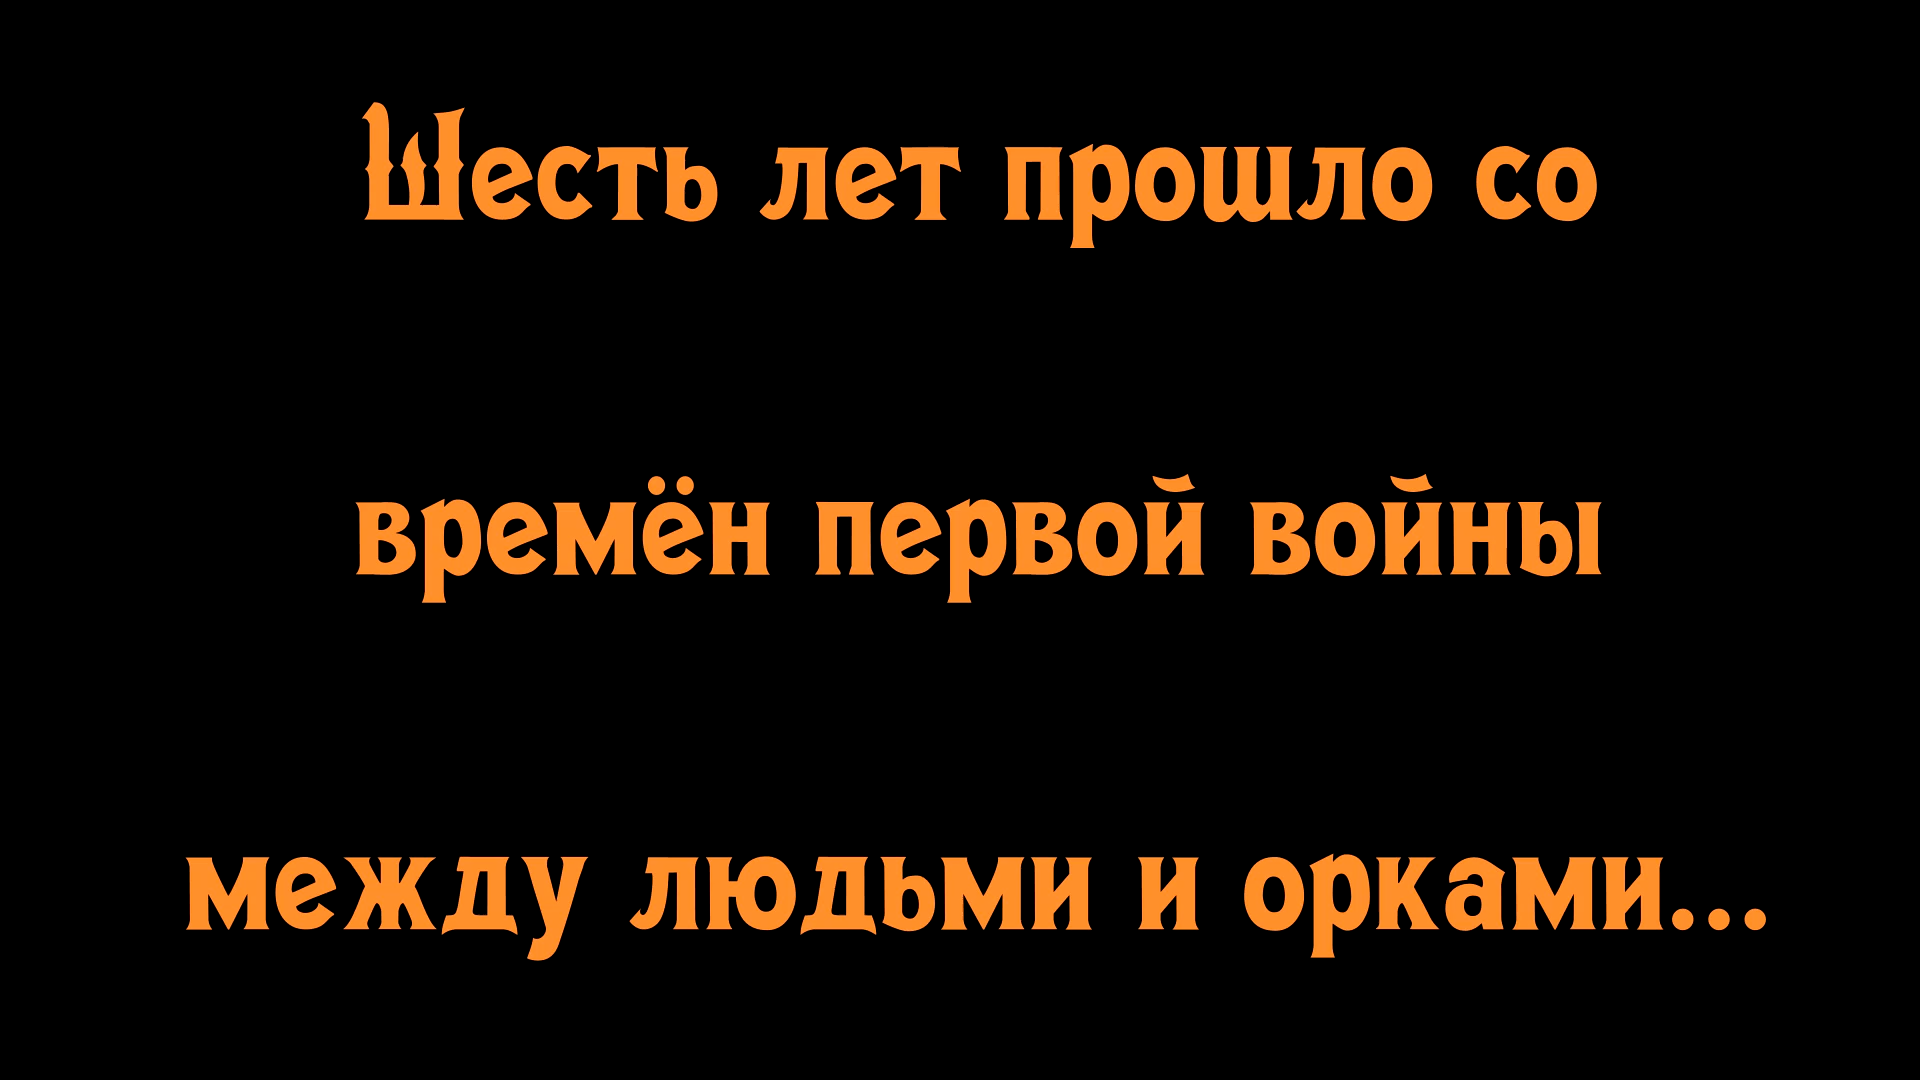 Шесть лет прошло со
времён первой войны
между людьми и орками...